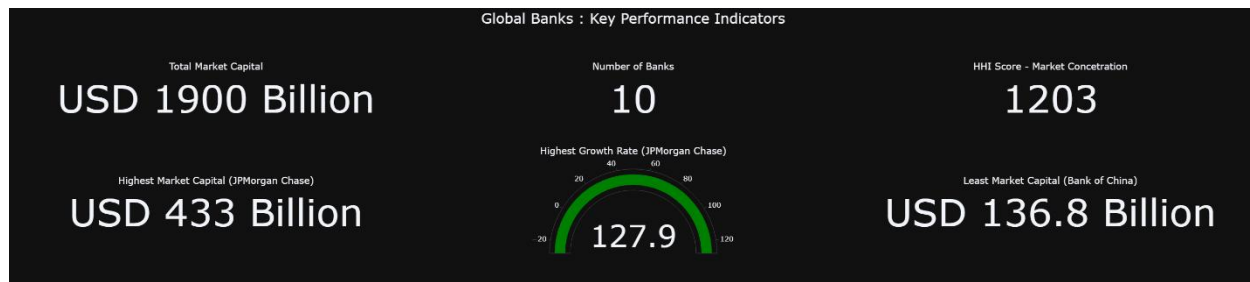 Global Banks : Key Performance Indicators
Total Market Capital
USD 1900 Billion
Number of Banks
10
HHI Score - Market Concetration
1203
Highest Market Capital (JPMorgan Chase)
USD 433 Billion
Highest Growth Rate (JPMorgan Chase)
40 60
20 80
0 100
−20 120
127.9
Least Market Capital (Bank of China)
USD 136.8 Billion